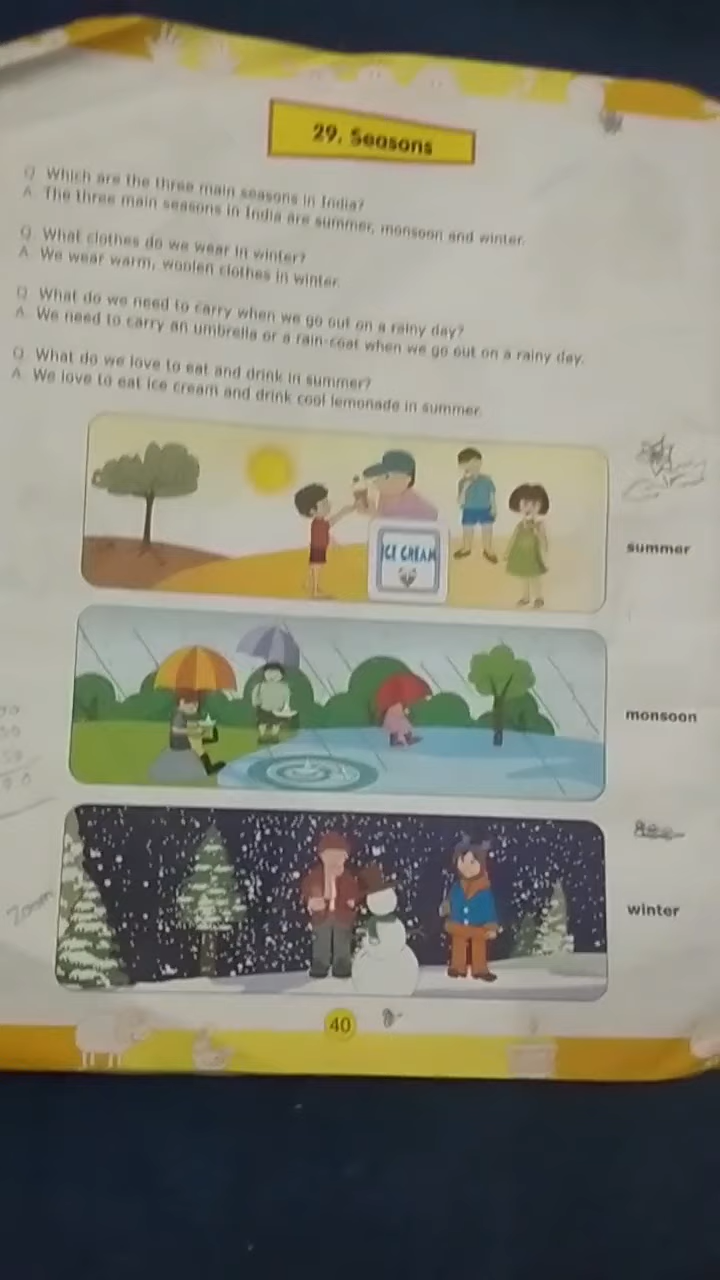 29. Seasons
Q. Which are the three main seasons in India?
A. The three main seasons in India are summer, monsoon and winter.
Q. What clothes do we wear in winter?
A. We wear warm, woolen clothes in winter.
Q. What do we need to carry when we go out on a rainy day?
A. We need to carry an umbrella or a rain-coat when we go out on a rainy day.
Q. What do we love to eat and drink in summer?
A. We love to eat ice cream and drink cool lemonade in summer.
ICE CREAM
summer
monsoon
winter
Zoom
40